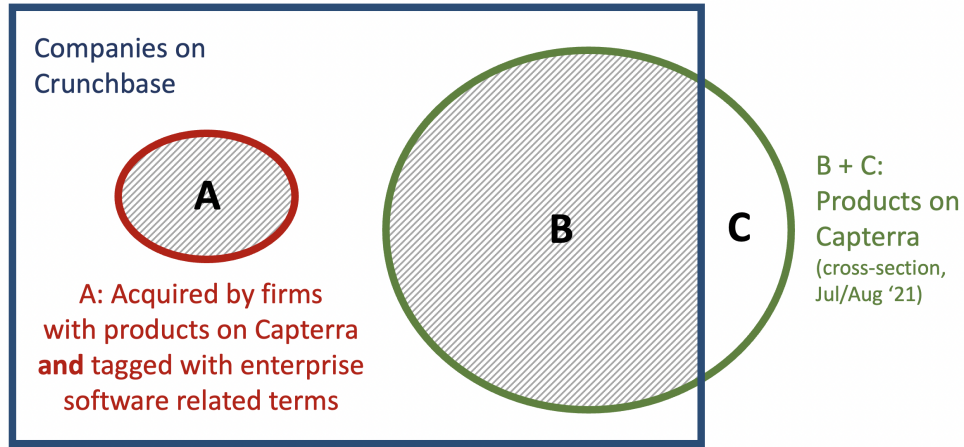 Companies on
Crunchbase
A
B
C
B + C:
Products on
Capterra
(cross-section,
Jul/Aug ‘21)
A: Acquired by firms
with products on Capterra
and tagged with enterprise
software related terms